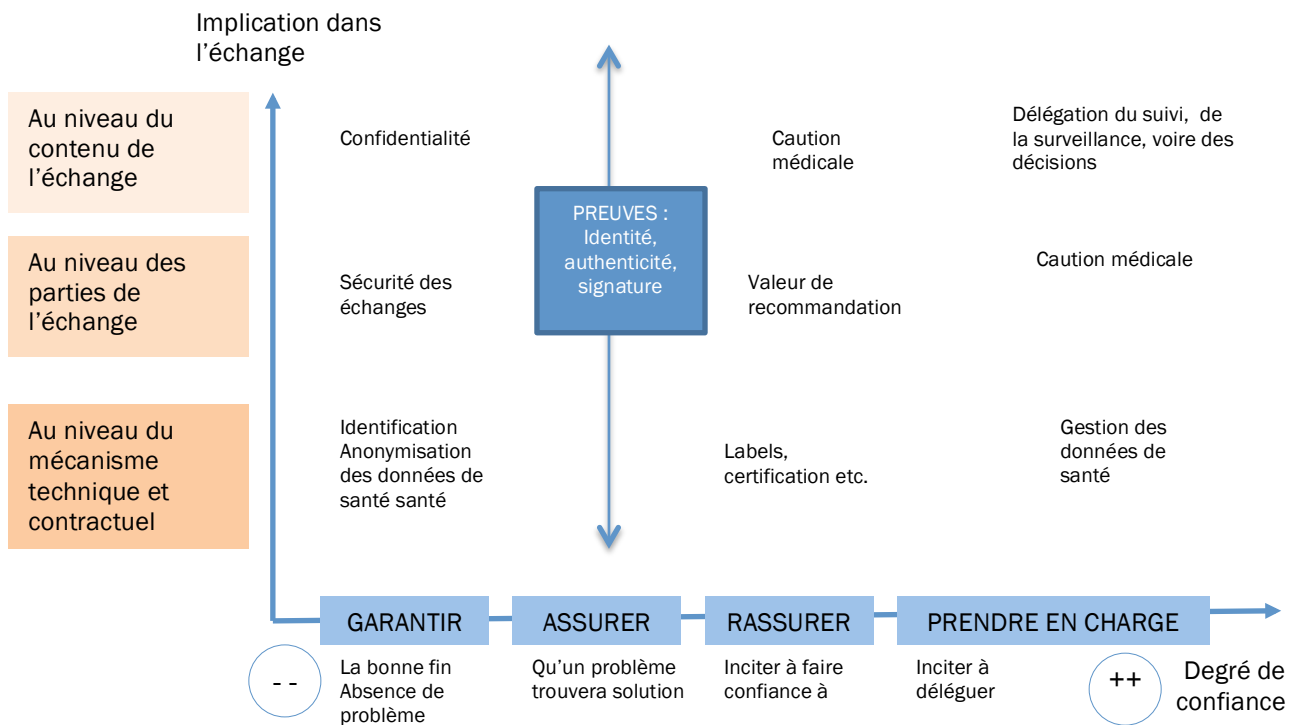 Implication dans
l'échange
Au niveau du
contenu de
l'échange
Confidentialité
Caution
médicale
Délégation du suivi, de
la surveillance, voire des
décisions
PREUVES :
Identité,
authenticité,
signature
Au niveau des
parties de
l'échange
Sécurité des
échanges
Valeur de
recommandation
Caution médicale
Au niveau du
mécanisme
technique et
contractuel
Identification
Anonymisation
des données de
santé santé
Labels,
certification etc.
Gestion des
données de
santé
GARANTIR
ASSURER
RASSURER
PRENDRE EN CHARGE
- -
La bonne fin
Absence de
problème
Qu'un problème
trouvera solution
Inciter à faire
confiance à
Inciter à
déléguer
++
Degré de
confiance